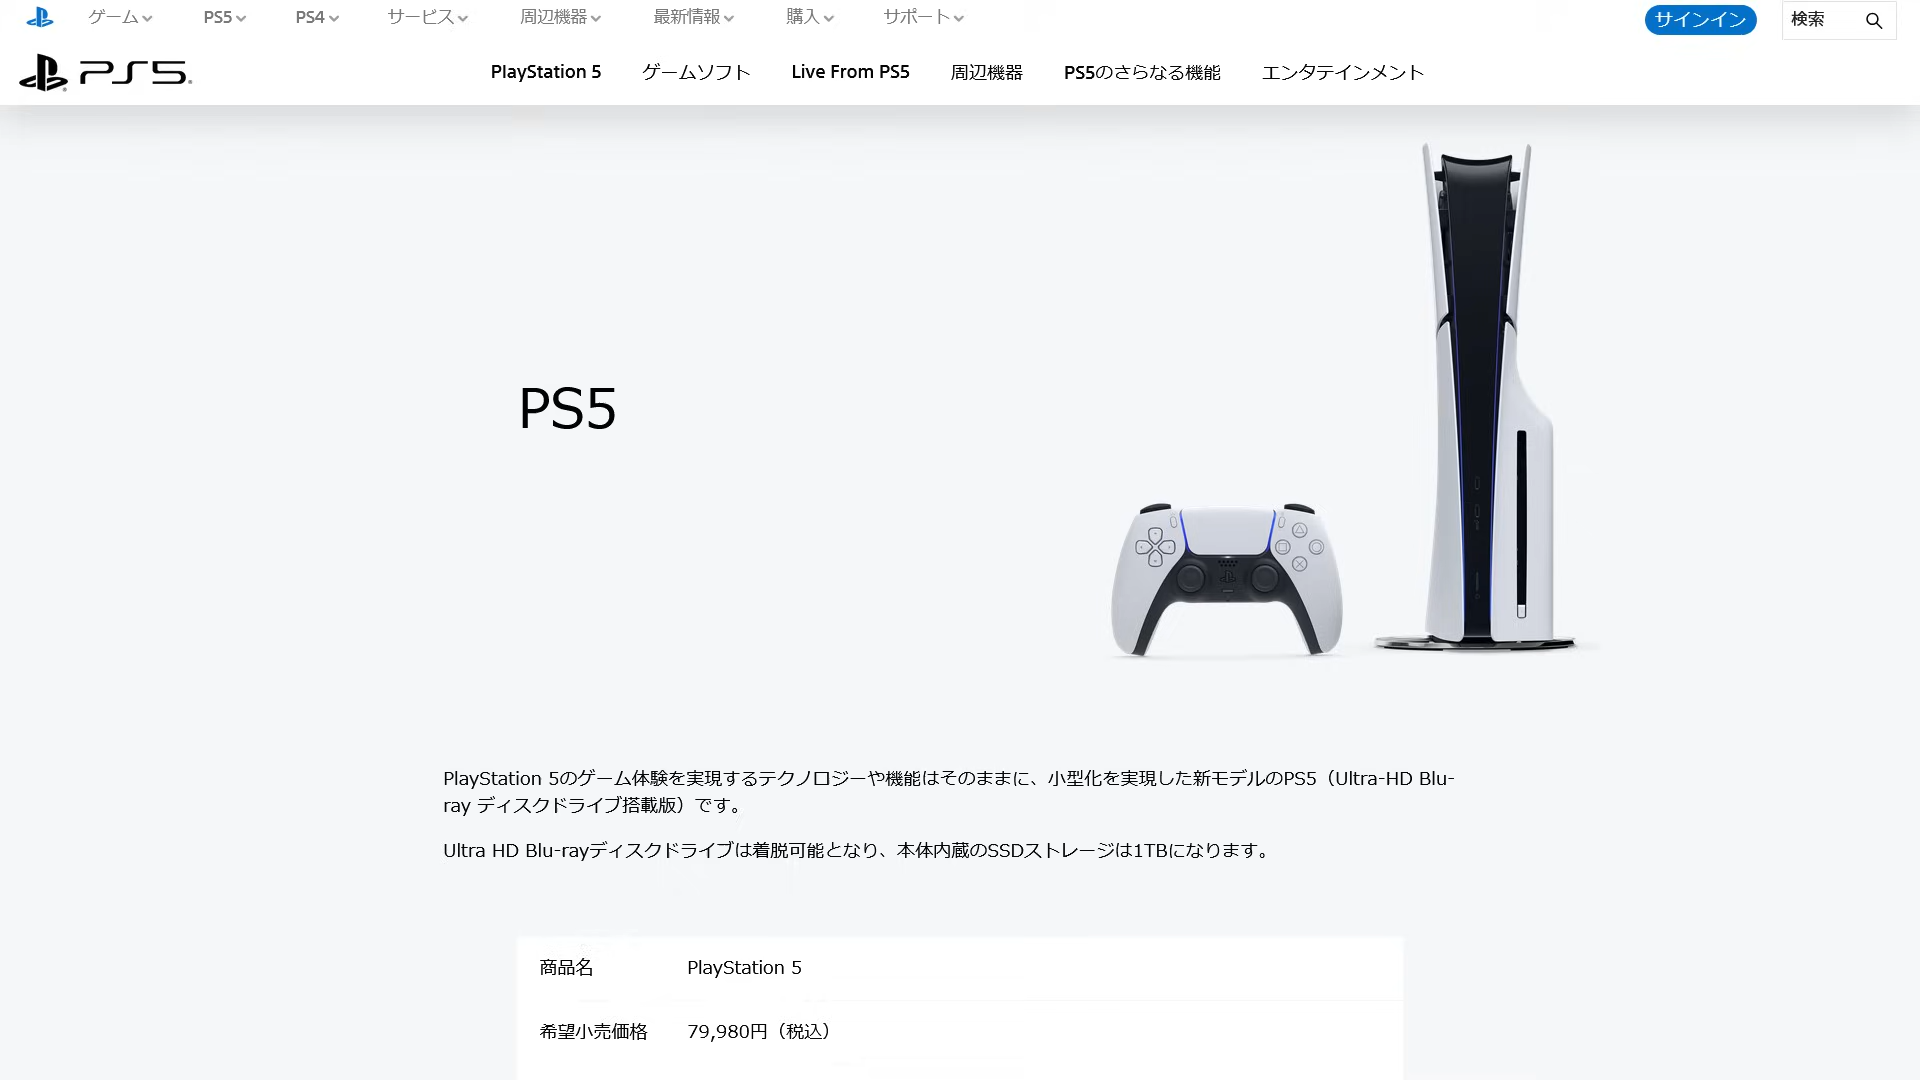 ゲーム
PS5
PS4
サービス
周辺機器
最新情報
購入
サポート
サインイン
検索
PS5
PlayStation 5
ゲームソフト
Live From PS5
周辺機器
PS5のさらなる機能
エンタテインメント
PS5
PlayStation 5のゲーム体験を実現するテクノロジーや機能はそのままに、小型化を実現した新モデルのPS5（Ultra-HD Blu-
ray ディスクドライブ搭載版）です。
Ultra HD Blu-rayディスクドライブは着脱可能となり、本体内蔵のSSDストレージは1TBになります。
商品名 PlayStation 5
希望小売価格 79,980円（税込）